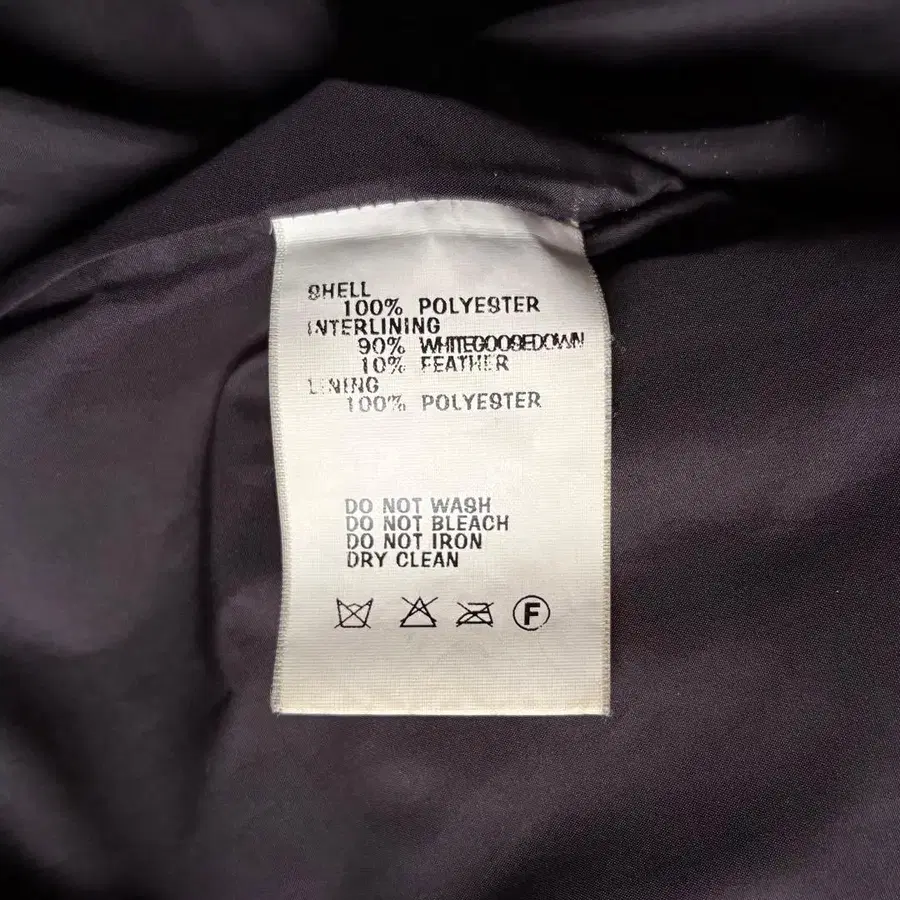 SHELL
100% POLYESTER
INTERLINING
90% WHITEGOOSEDOWN
10% FEATHER
LINING
100% POLYESTER
DO NOT WASH
DO NOT BLEACH
DO NOT IRON
DRY CLEAN
F